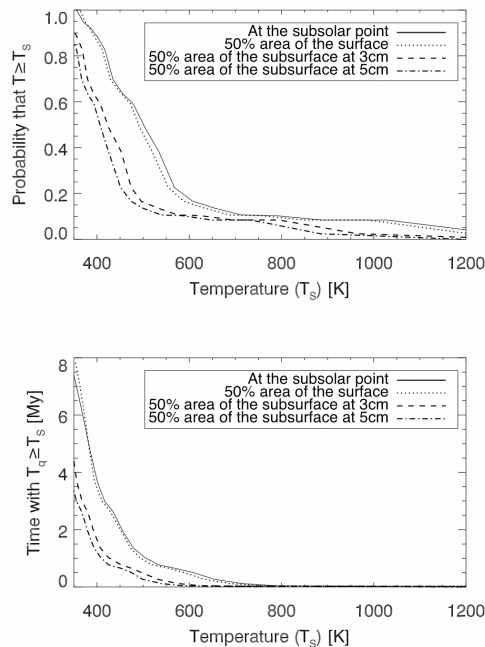 At the subsolar point
50% area of the surface
50% area of the subsurface at 3cm
50% area of the subsurface at 5cm
Probability that T≥T_S
1.0
0.8
0.6
0.4
0.2
0.0
400 600 800 1000 1200
Temperature (T_S) [K]
At the subsolar point
50% area of the surface
50% area of the subsurface at 3cm
50% area of the subsurface at 5cm
Time with T_q≥T_S [My]
8
6
4
2
0
400 600 800 1000 1200
Temperature (T_S) [K]